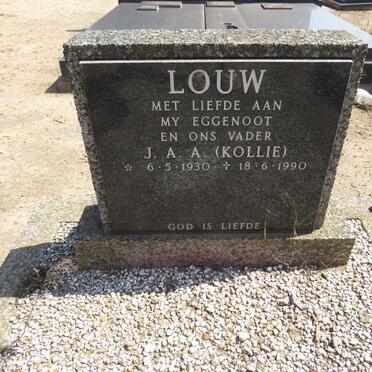 LOUW
MET LIEFDE AAN
MY EGGENOOT
EN ONS VADER
J. A. A. (KOLLIE)
☆ 6·5·1930 · ✝ 18·6·1990
GOD IS LIEFDE